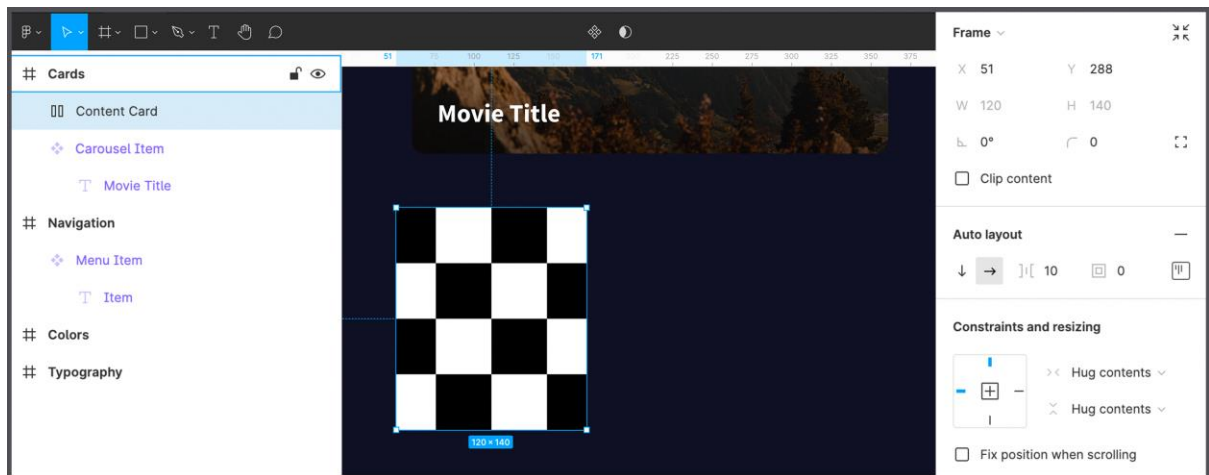 Frame
51 75 100 125 150 171 225 250 275 300 325 350 375
Cards
X 51 Y 288
Content Card
W 120 H 140
Movie Title
Carousel Item
0° 0
Movie Title
Clip content
Navigation
Auto layout
Menu Item
10 0
Item
Constraints and resizing
Colors
Hug contents
Typography
Hug contents
120 × 140
Fix position when scrolling